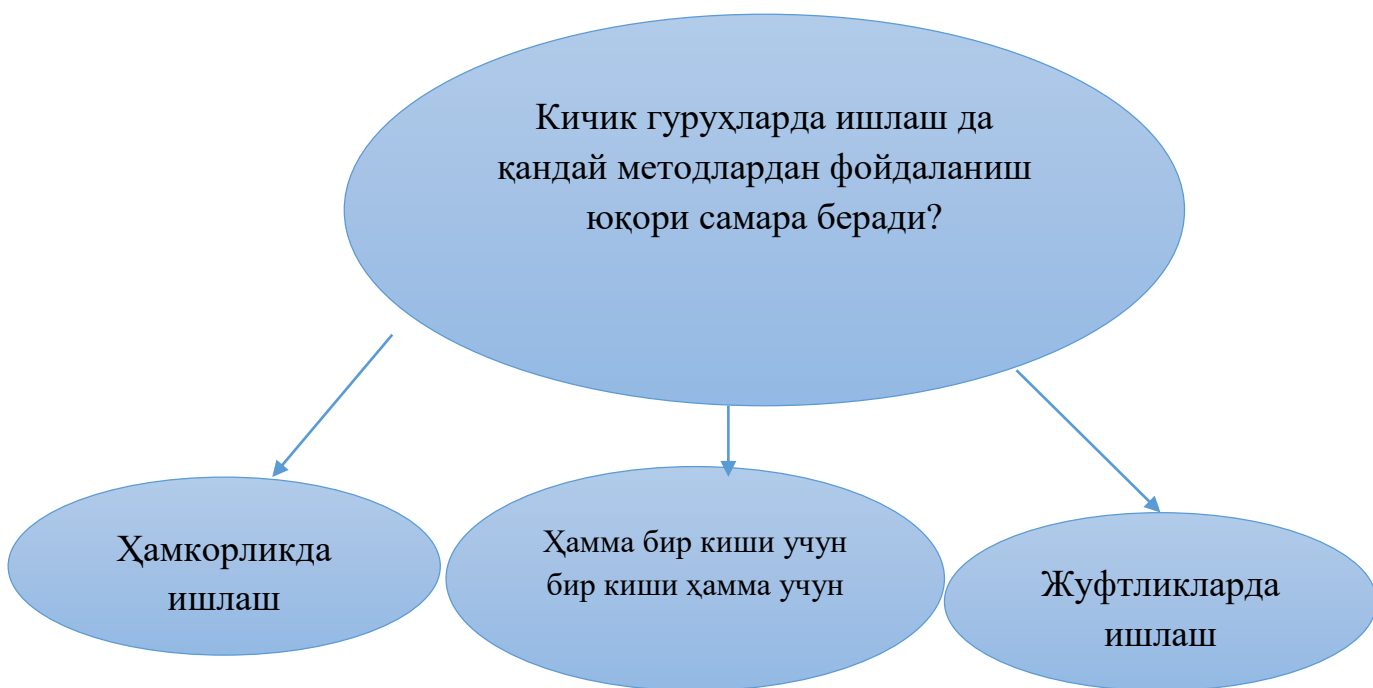 Кичик гуруҳларда ишлаш да
қандай методлардан фойдаланиш
юқори самара беради?
Ҳамкорликда
ишлаш
Ҳамма бир киши учун
бир киши ҳамма учун
Жуфтликларда
ишлаш